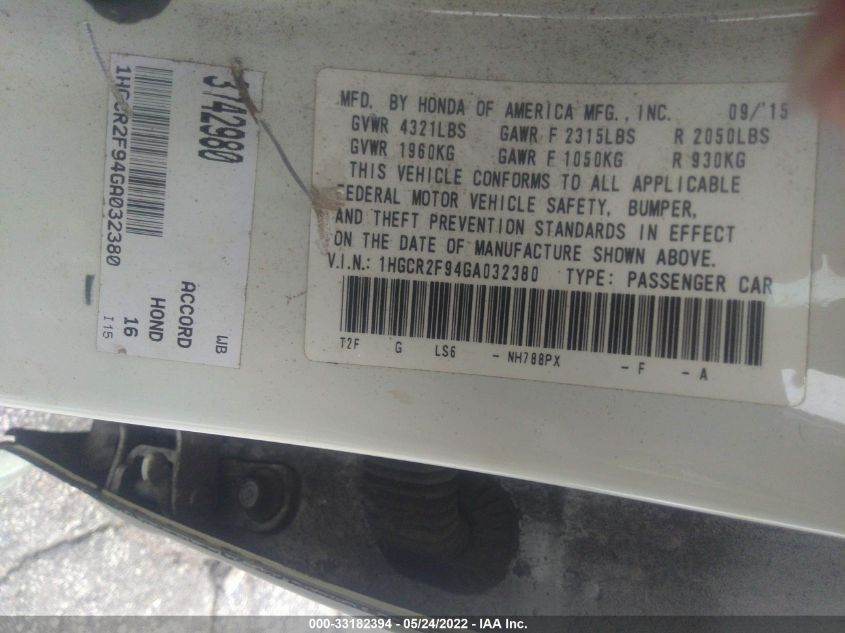 1HGCR2F94GA032380
3742980
ACCORD
HOND
16
I15
WB
MFD. BY HONDA OF AMERICA MFG., INC. 09/'15
GVWR 4321LBS GAWR F 2315LBS R 2050LBS
GVWR 1960KG GAWR F 1050KG R 930KG
THIS VEHICLE CONFORMS TO ALL APPLICABLE
FEDERAL MOTOR VEHICLE SAFETY, BUMPER,
AND THEFT PREVENTION STANDARDS IN EFFECT
ON THE DATE OF MANUFACTURE SHOWN ABOVE.
V.I.N.: 1HGCR2F94GA032380 TYPE: PASSENGER CAR
T2F G LS6 - NH788PX - F - A
000-33182394 - 05/24/2022 - IAA Inc.